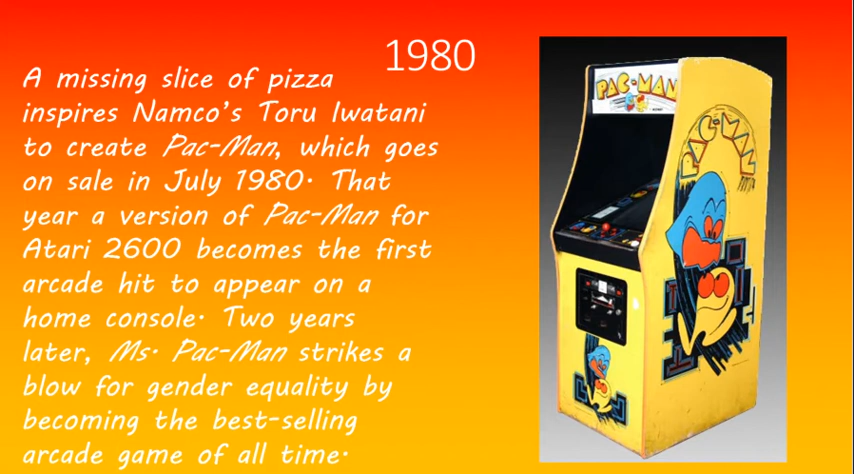 1980
A missing slice of pizza
inspires Namco's Toru Iwatani
to create Pac-Man, which goes
on sale in July 1980. That
year a version of Pac-Man for
Atari 2600 becomes the first
arcade hit to appear on a
home console. Two years
later, Ms. Pac-Man strikes a
blow for gender equality by
becoming the best-selling
arcade game of all time.
PAC-MAN
PAC-MAN